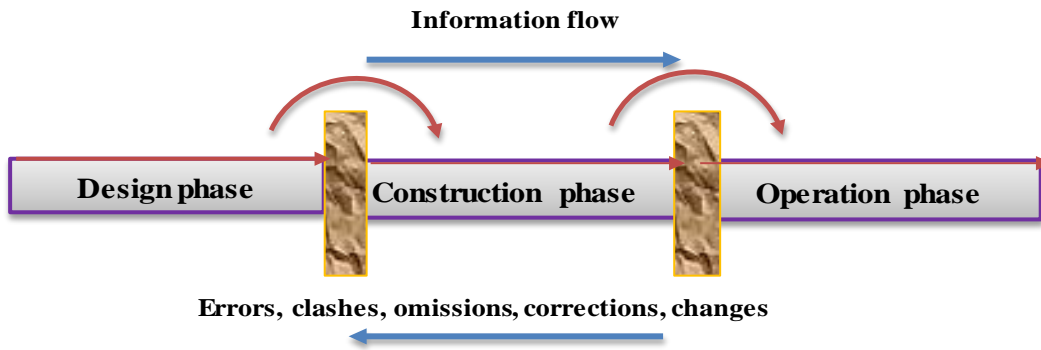 Information flow
Design phase
Construction phase
Operation phase
Errors, clashes, omissions, corrections, changes